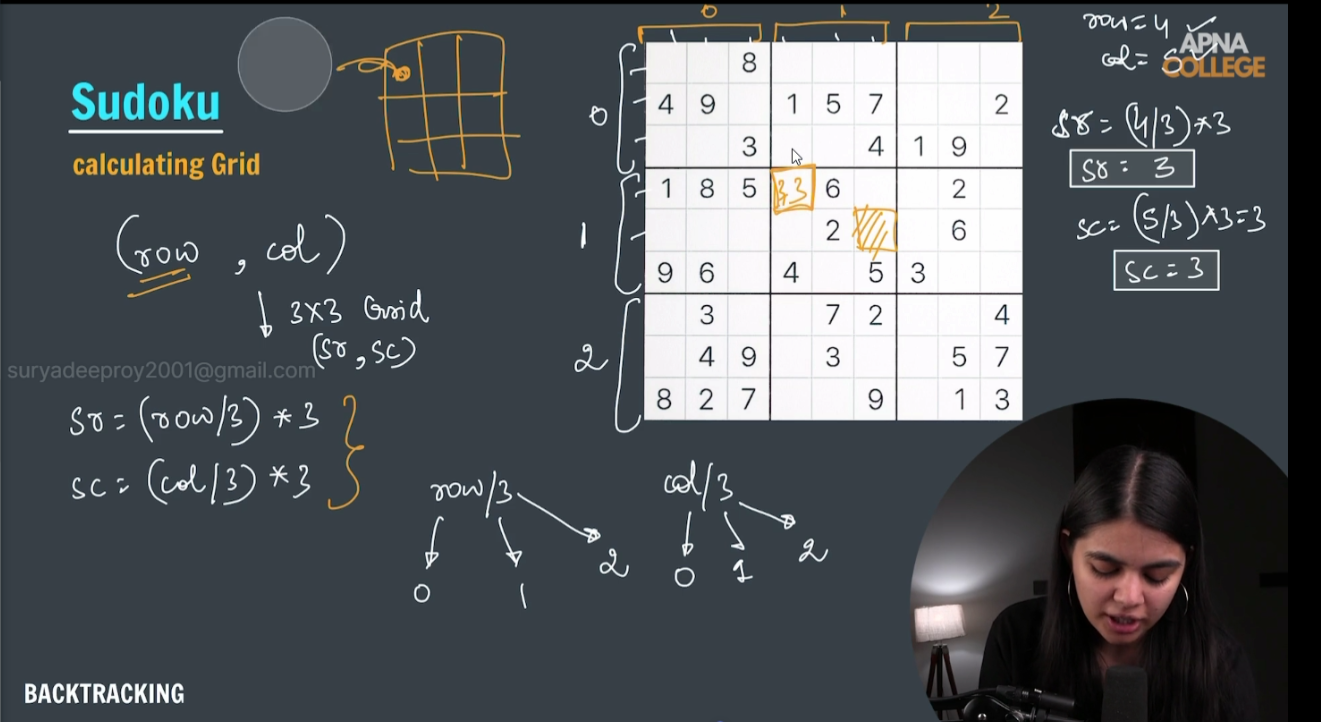 Sudoku
calculating Grid
(row, col)
3x3 Grid
(sr, sc)
suryadeeproy2001@gmail.com
sr = (row/3) * 3
sc = (col/3) * 3
row/3
0 1 2
col/3
0 1 2
BACKTRACKING
0 1 2
0
1
2
8
4 9 1 5 7 2
3 4 1 9
1 8 5 3,3 6 2
2 6
9 6 4 5 3
3 7 2 4
4 9 3 5 7
8 2 7 9 1 3
row = 4
col = 5
APNA
COLLEGE
sr = (4/3) * 3
sr = 3
sc = (5/3) * 3 = 3
sc = 3